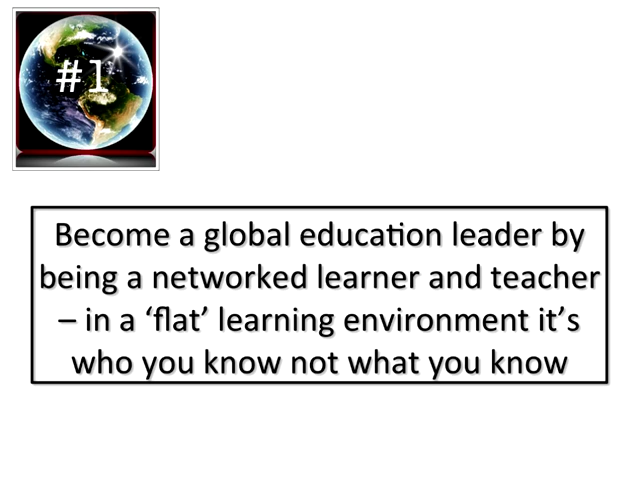 #1
Become a global education leader by
being a networked learner and teacher
– in a ‘flat’ learning environment it’s
who you know not what you know